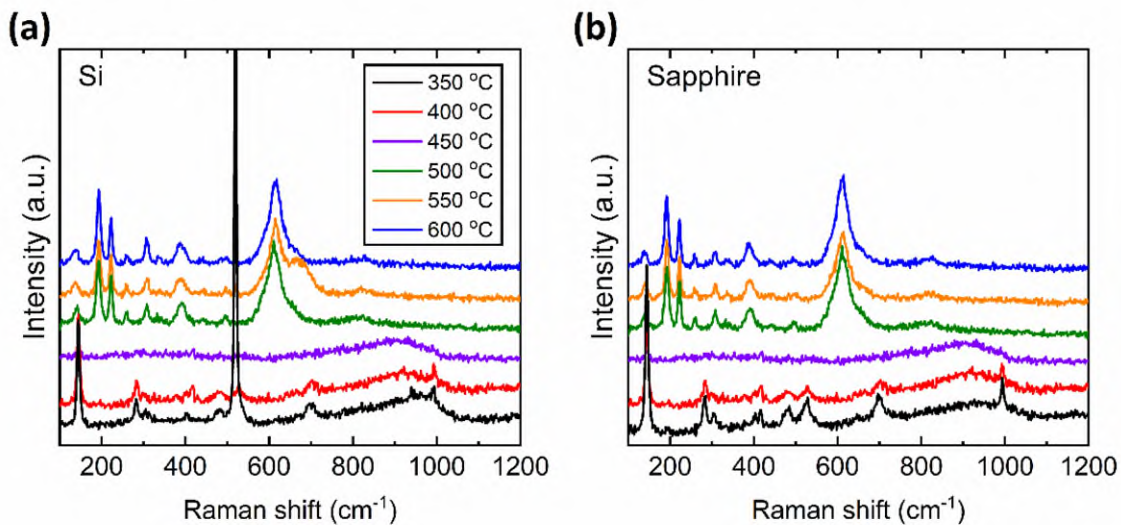 (a)
Si
350 °C
400 °C
450 °C
500 °C
550 °C
600 °C
Intensity (a.u.)
200 400 600 800 1000 1200
Raman shift (cm⁻¹)
(b)
Sapphire
Intensity (a.u.)
200 400 600 800 1000 1200
Raman shift (cm⁻¹)